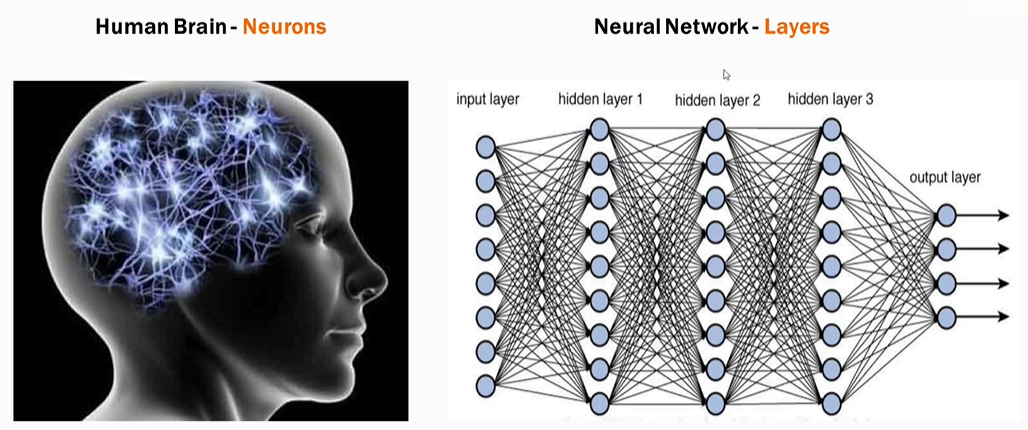 Human Brain - Neurons
Neural Network - Layers
input layer
hidden layer 1
hidden layer 2
hidden layer 3
output layer